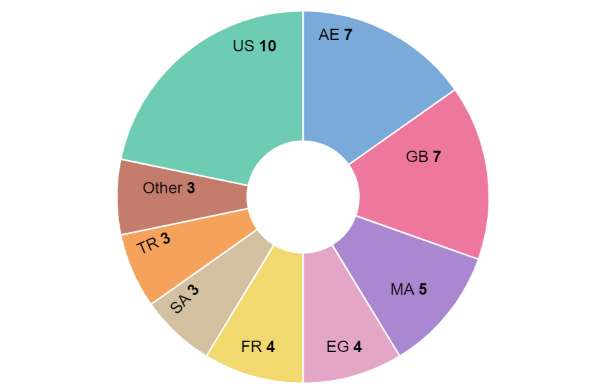 US 10
AE 7
GB 7
Other 3
TR 3
MA 5
SA 3
FR 4
EG 4